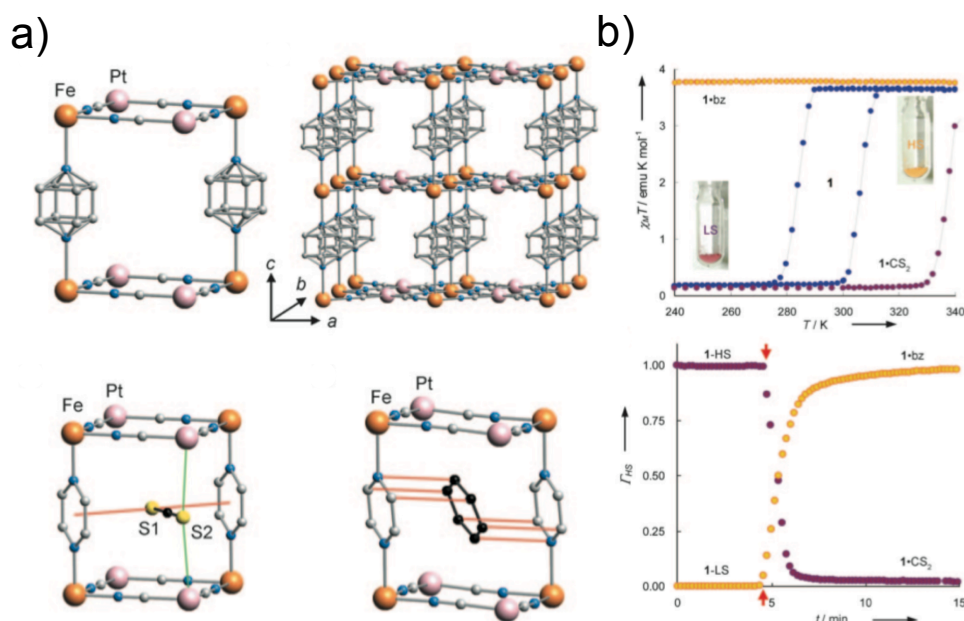 a)
Fe
Pt
c
b
a
Fe
Pt
S1
S2
Fe
Pt
b)
χMT / emu K mol⁻¹
4
3
2
1
0
1•bz
1
HS
LS
1•CS₂
240
260
280
300
320
340
T / K
ΓHS
1.00
0.75
0.50
0.25
0.00
1-HS
1•bz
1-LS
1•CS₂
0
5
10
15
t / min